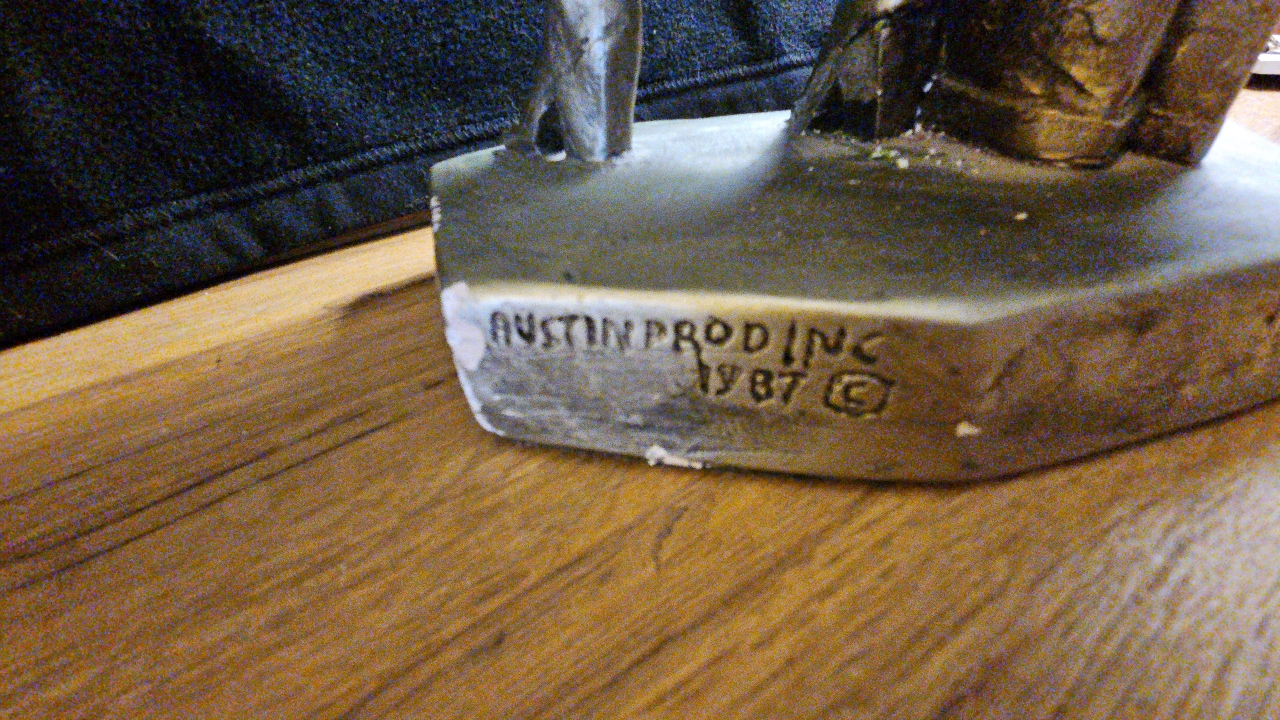 AUSTIN PROD INC
1987 ©